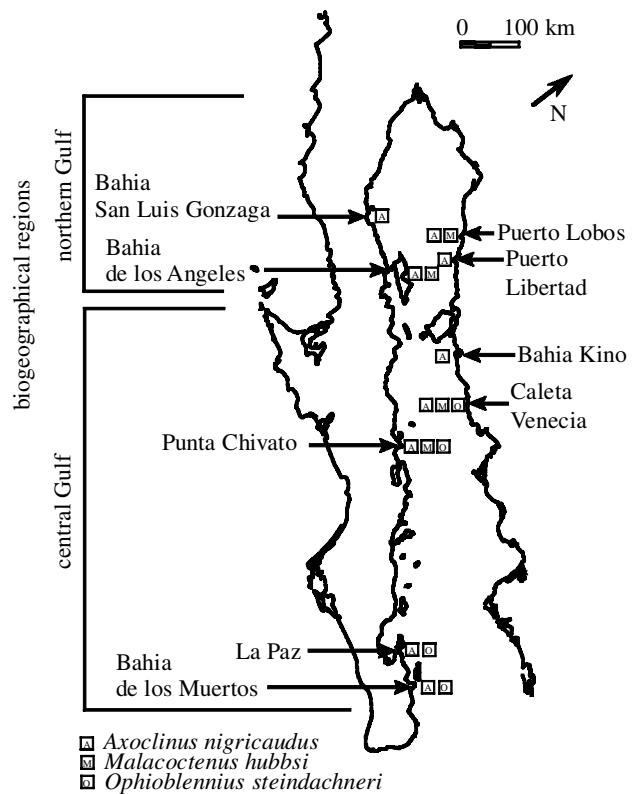 0 100 km
N
biogeographical regions
northern Gulf
central Gulf
Bahia
San Luis Gonzaga
A
A M
Puerto Lobos
Bahia
de los Angeles
A M
A
Puerto
Libertad
A
Bahia Kino
A M O
Caleta
Venecia
Punta Chivato
A M O
La Paz
A O
Bahia
de los Muertos
A O
A Axoclinus nigricaudus
M Malacoctenus hubbsi
O Ophioblennius steindachneri